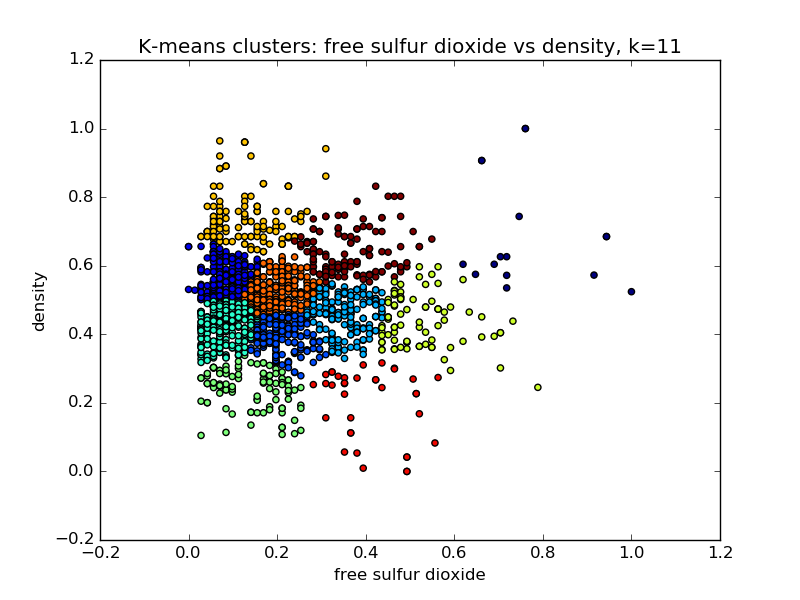 K-means clusters: free sulfur dioxide vs density, k=11
1.2
1.0
0.8
0.6
0.4
0.2
0.0
−0.2
density
−0.2 0.0 0.2 0.4 0.6 0.8 1.0 1.2
free sulfur dioxide